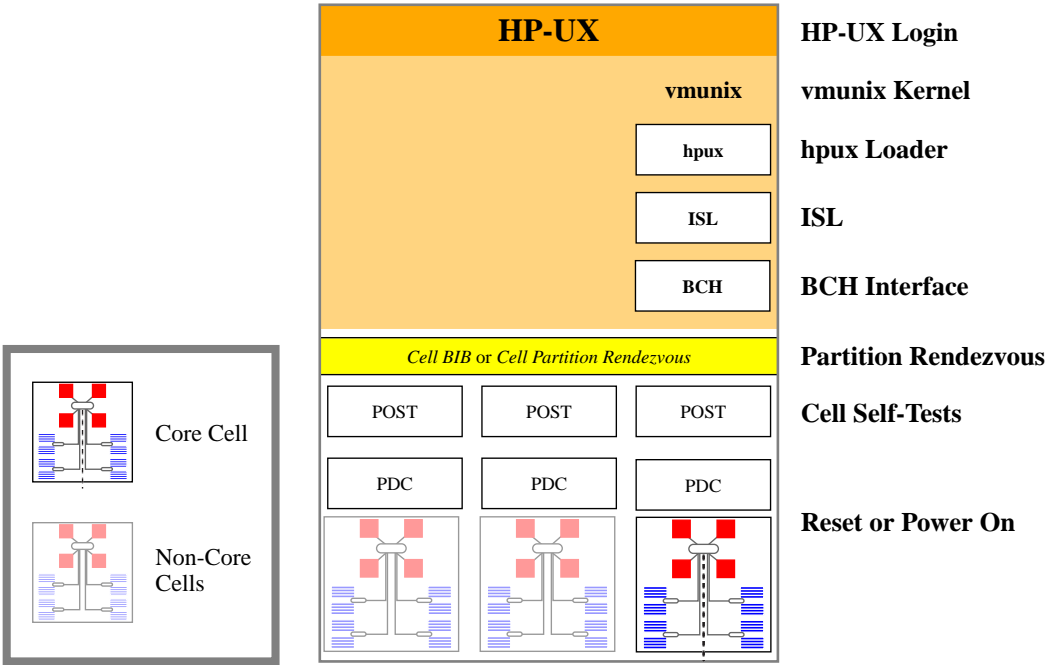 HP-UX
HP-UX Login
vmunix
vmunix Kernel
hpux
hpux Loader
ISL
ISL
BCH
BCH Interface
Cell BIB or Cell Partition Rendezvous
Partition Rendezvous
POST
POST
POST
Cell Self-Tests
PDC
PDC
PDC
Reset or Power On
Core Cell
Non-Core
Cells